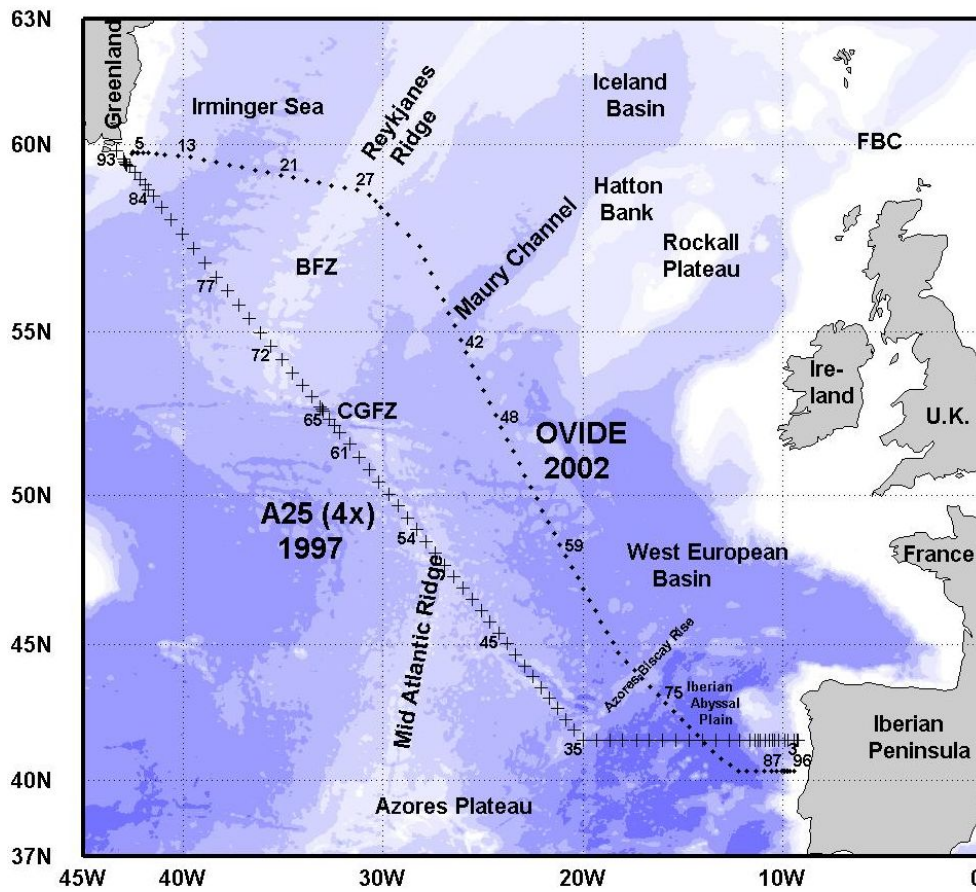 63N
60N
55N
50N
45N
40N
37N
45W
40W
30W
20W
10W
0
Greenland
Irminger Sea
Reykjanes
Ridge
Iceland
Basin
FBC
5
13
93
21
84
27
Hatton
Bank
Rockall
Plateau
BFZ
77
Maury Channel
72
42
Ire-
land
U.K.
CGFZ
65
48
61
OVIDE
2002
A25 (4x)
1997
54
59
West European
Basin
France
Mid Atlantic Ridge
45
Azores-Biscay Rise
75
Iberian
Abyssal
Plain
35
3
87
96
Iberian
Peninsula
Azores Plateau